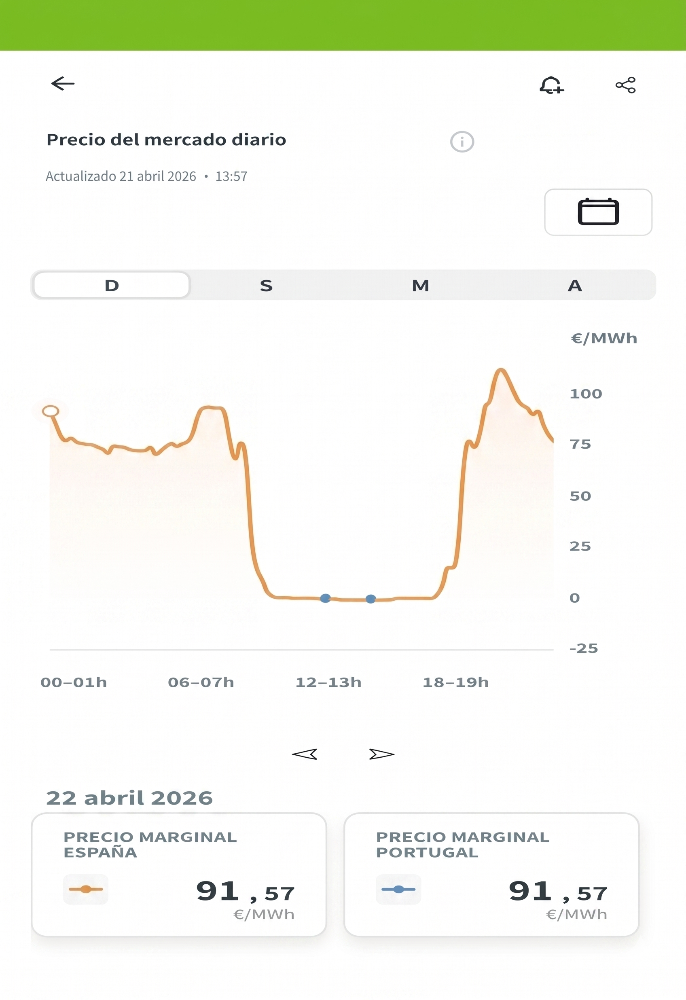 Precio del mercado diario
Actualizado 21 abril 2026 • 13:57
D S M A
€/MWh
100
75
50
25
0
-25
00–01h 06–07h 12–13h 18–19h
22 abril 2026
PRECIO MARGINAL
ESPAÑA
91,57
€/MWh
PRECIO MARGINAL
PORTUGAL
91,57
€/MWh